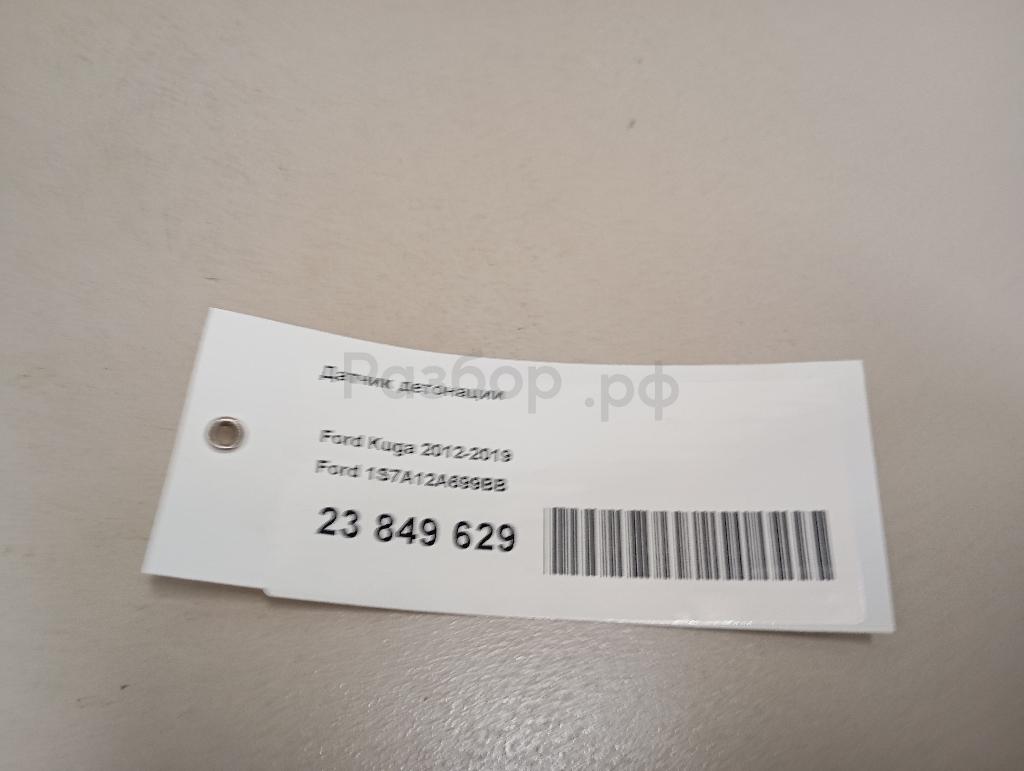 Датчик детонации
Разбор.рф
Ford Kuga 2012-2019
Ford 1S7A12A699BB
23 849 629